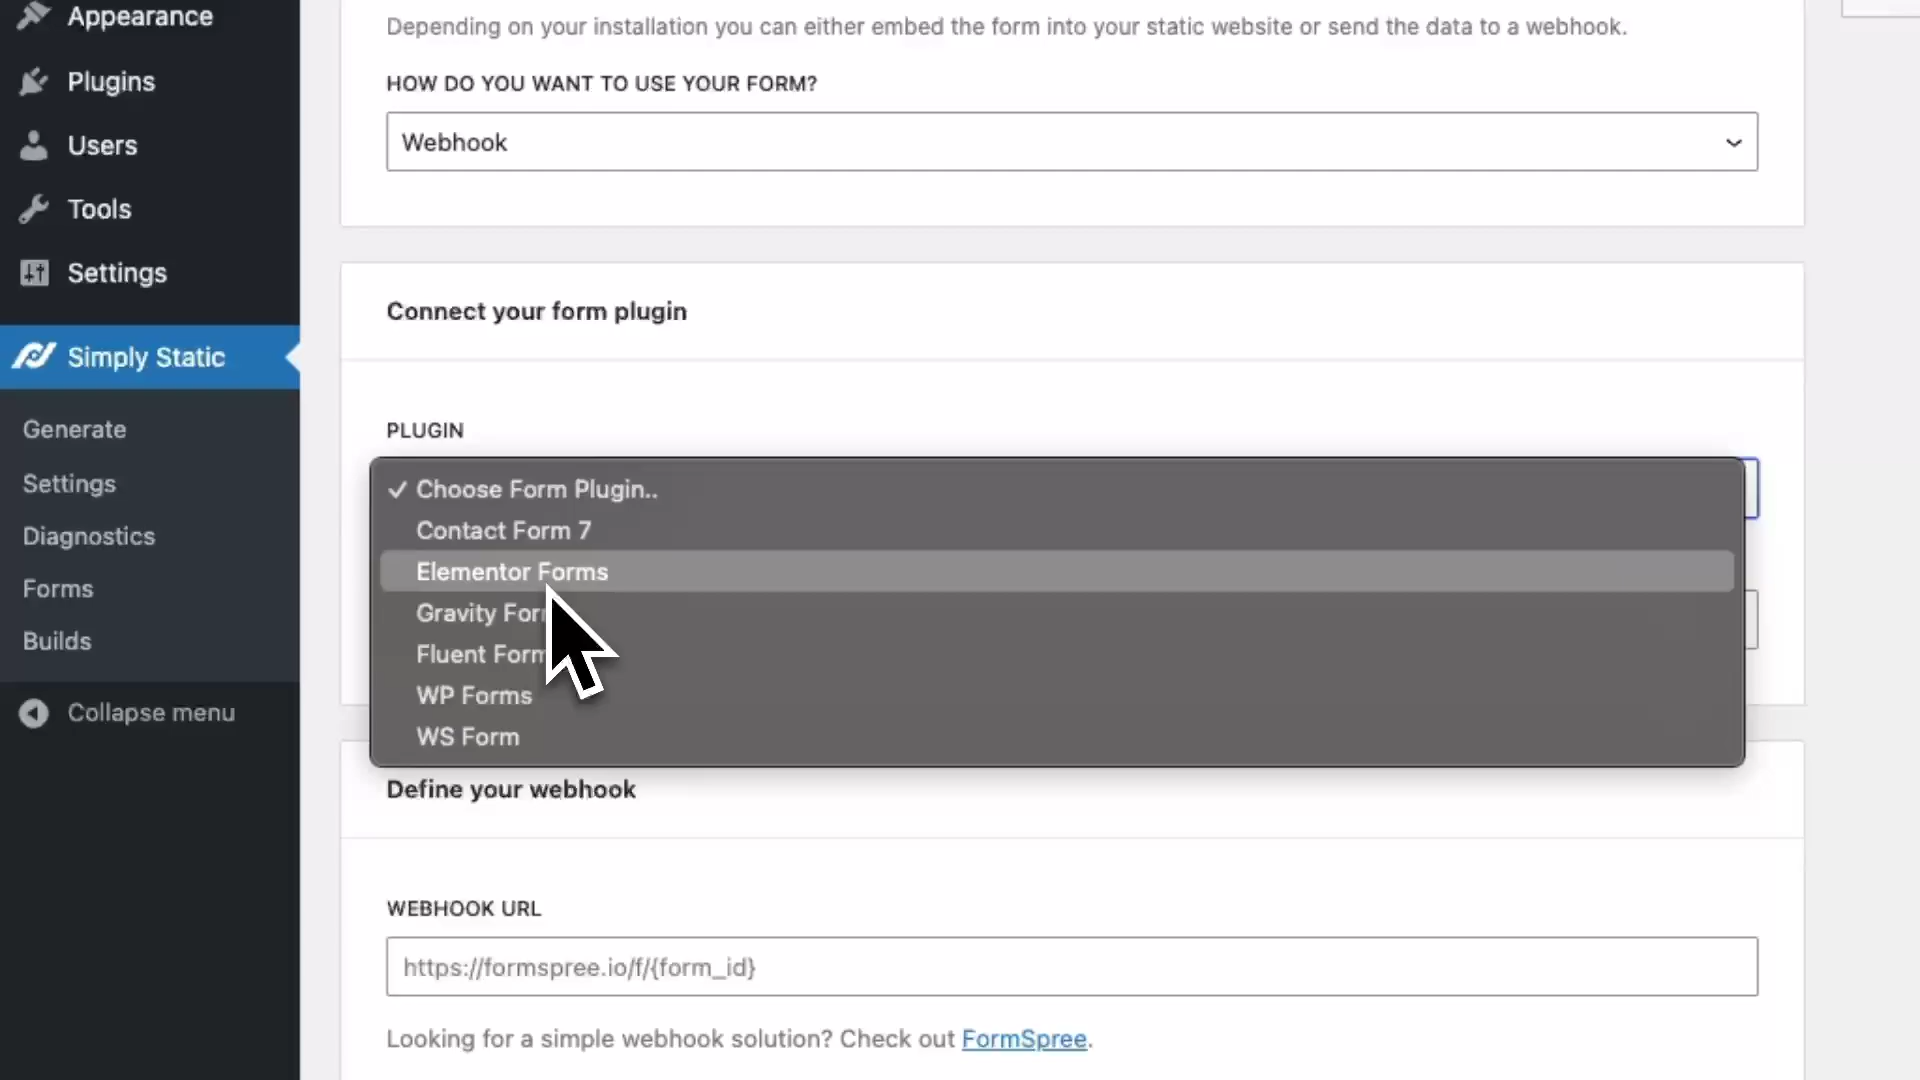 Appearance
Plugins
Users
Tools
Settings
Simply Static
Generate
Settings
Diagnostics
Forms
Builds
Collapse menu
Depending on your installation you can either embed the form into your static website or send the data to a webhook.
HOW DO YOU WANT TO USE YOUR FORM?
Webhook
Connect your form plugin
PLUGIN
✓ Choose Form Plugin..
Contact Form 7
Elementor Forms
Gravity
Fluent
WP Forms
WS Form
Define your webhook
WEBHOOK URL
https://formspree.io/f/{form_id}
Looking for a simple webhook solution? Check out FormSpree.